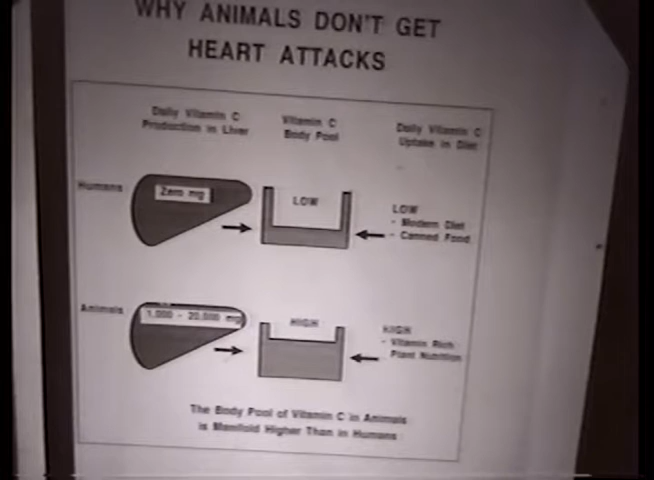 WHY ANIMALS DON'T GET
HEART ATTACKS
Daily Vitamin C
Production in Liver
Vitamin C
Body Pool
Daily Vitamin C
Uptake in Diet
Humans
Zero mg
LOW
LOW
- Modern Diet
- Canned Food
Animals
1,000 - 20,000 mg
HIGH
HIGH
- Vitamin Rich
Plant Nutrition
The Body Pool of Vitamin C in Animals
is Manifold Higher Than in Humans